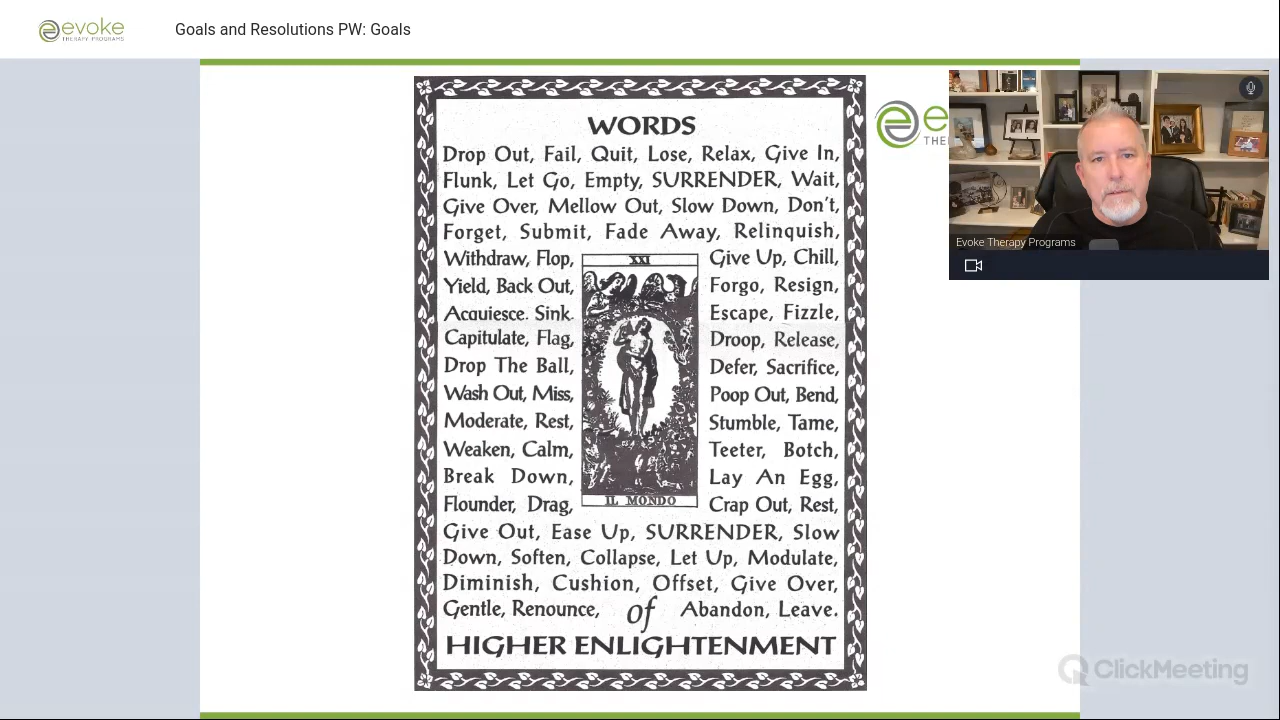 evoke
THERAPY PROGRAMS
Goals and Resolutions PW: Goals
WORDS
Drop Out, Fail, Quit, Lose, Relax, Give In,
Flunk, Let Go, Empty, SURRENDER, Wait,
Give Over, Mellow Out, Slow Down, Don't,
Forget, Submit, Fade Away, Relinquish,
Withdraw, Flop,
Yield, Back Out,
Acquiesce, Sink,
Capitulate, Flag,
Drop The Ball,
Wash Out, Miss,
Moderate, Rest,
Weaken, Calm,
Break Down,
Flounder, Drag,
XXI
IL MONDO
Give Up, Chill,
Forgo, Resign,
Escape, Fizzle,
Droop, Release,
Defer, Sacrifice,
Poop Out, Bend,
Stumble, Tame,
Teeter, Botch,
Lay An Egg,
Crap Out, Rest,
Give Out, Ease Up, SURRENDER, Slow
Down, Soften, Collapse, Let Up, Modulate,
Diminish, Cushion, Offset, Give Over,
Gentle, Renounce, of Abandon, Leave.
HIGHER ENLIGHTENMENT
e
THE
Evoke Therapy Programs
ClickMeeting